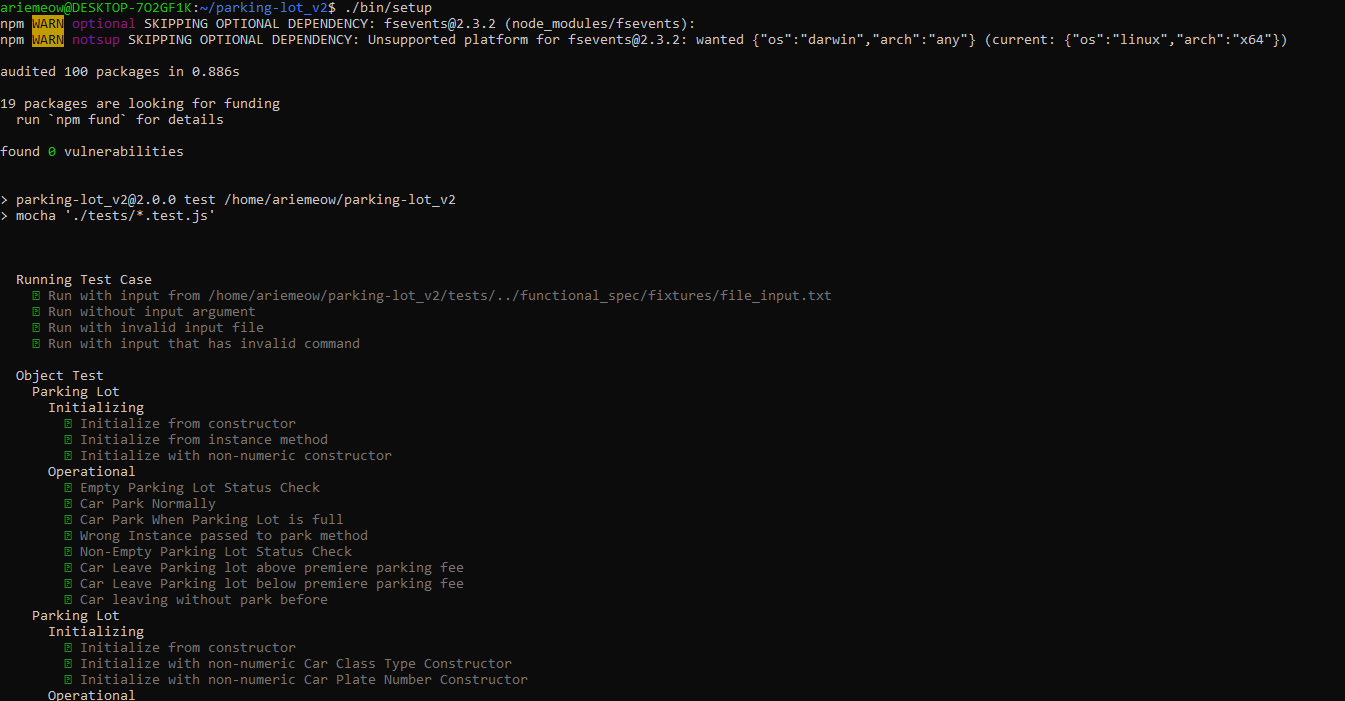 ariemeow@DESKTOP-7O2GF1K:~/parking-lot_v2$ ./bin/setup
npm WARN optional SKIPPING OPTIONAL DEPENDENCY: fsevents@2.3.2 (node_modules/fsevents):
npm WARN notsup SKIPPING OPTIONAL DEPENDENCY: Unsupported platform for fsevents@2.3.2: wanted {"os":"darwin","arch":"any"} (current: {"os":"linux","arch":"x64"})
audited 100 packages in 0.886s
19 packages are looking for funding
run `npm fund` for details
found 0 vulnerabilities
> parking-lot_v2@2.0.0 test /home/ariemeow/parking-lot_v2
> mocha './tests/*.test.js'
Running Test Case
Run with input from /home/ariemeow/parking-lot_v2/tests/../functional_spec/fixtures/file_input.txt
Run without input argument
Run with invalid input file
Run with input that has invalid command
Object Test
Parking Lot
Initializing
Initialize from constructor
Initialize from instance method
Initialize with non-numeric constructor
Operational
Empty Parking Lot Status Check
Car Park Normally
Car Park When Parking Lot is full
Wrong Instance passed to park method
Non-Empty Parking Lot Status Check
Car Leave Parking lot above premiere parking fee
Car Leave Parking lot below premiere parking fee
Car leaving without park before
Parking Lot
Initializing
Initialize from constructor
Initialize with non-numeric Car Class Type Constructor
Initialize with non-numeric Car Plate Number Constructor
Operational